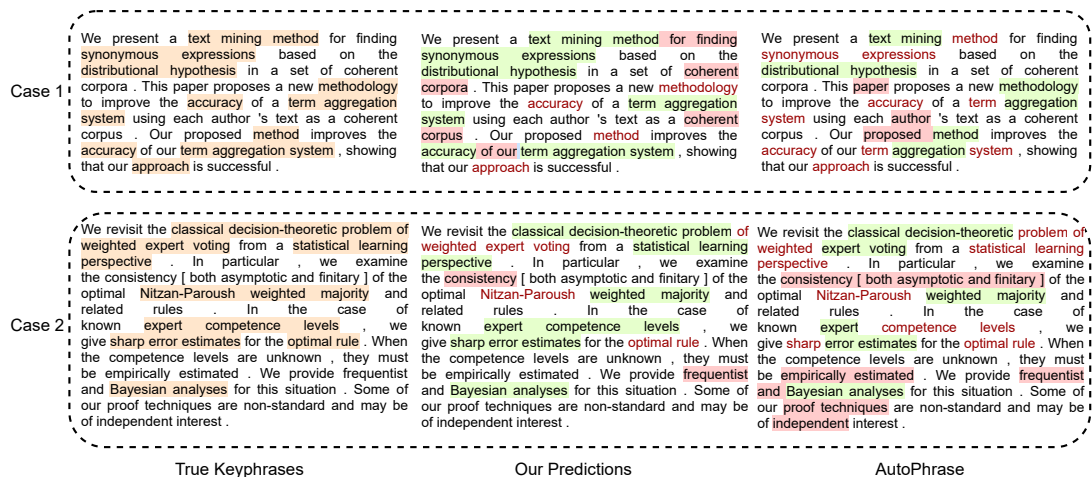 Case 1
We present a text mining method for finding
synonymous expressions based on the
distributional hypothesis in a set of coherent
corpora . This paper proposes a new methodology
to improve the accuracy of a term aggregation
system using each author 's text as a coherent
corpus . Our proposed method improves the
accuracy of our term aggregation system , showing
that our approach is successful .
We present a text mining method for finding
synonymous expressions based on the
distributional hypothesis in a set of coherent
corpora . This paper proposes a new methodology
to improve the accuracy of a term aggregation
system using each author 's text as a coherent
corpus . Our proposed method improves the
accuracy of our term aggregation system , showing
that our approach is successful .
We present a text mining method for finding
synonymous expressions based on the
distributional hypothesis in a set of coherent
corpora . This paper proposes a new methodology
to improve the accuracy of a term aggregation
system using each author 's text as a coherent
corpus . Our proposed method improves the
accuracy of our term aggregation system , showing
that our approach is successful .
Case 2
We revisit the classical decision-theoretic problem of
weighted expert voting from a statistical learning
perspective . In particular , we examine
the consistency [ both asymptotic and finitary ] of the
optimal Nitzan-Paroush weighted majority and
related rules . In the case of
known expert competence levels , we
give sharp error estimates for the optimal rule . When
the competence levels are unknown , they must
be empirically estimated . We provide frequentist
and Bayesian analyses for this situation . Some of
our proof techniques are non-standard and may be
of independent interest .
We revisit the classical decision-theoretic problem of
weighted expert voting from a statistical learning
perspective . In particular , we examine
the consistency [ both asymptotic and finitary ] of the
optimal Nitzan-Paroush weighted majority and
related rules . In the case of
known expert competence levels , we
give sharp error estimates for the optimal rule . When
the competence levels are unknown , they must
be empirically estimated . We provide frequentist
and Bayesian analyses for this situation . Some of
our proof techniques are non-standard and may be
of independent interest .
We revisit the classical decision-theoretic problem of
weighted expert voting from a statistical learning
perspective . In particular , we examine
the consistency [ both asymptotic and finitary ] of the
optimal Nitzan-Paroush weighted majority and
related rules . In the case of
known expert competence levels , we
give sharp error estimates for the optimal rule . When
the competence levels are unknown , they must
be empirically estimated . We provide frequentist
and Bayesian analyses for this situation . Some of
our proof techniques are non-standard and may be
of independent interest .
True Keyphrases
Our Predictions
AutoPhrase